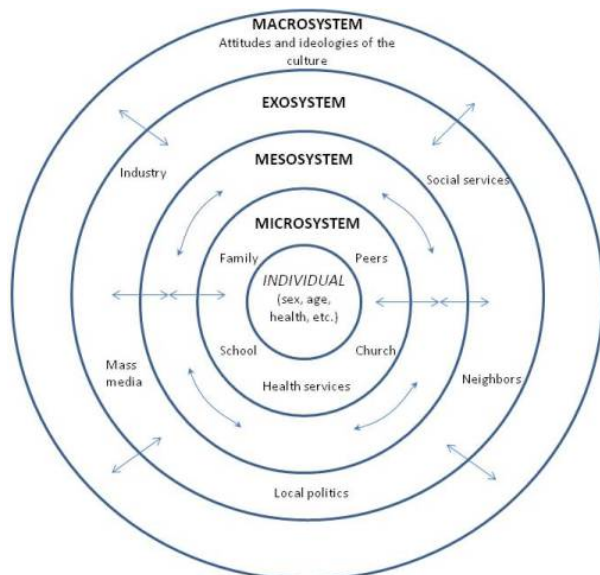 MACROSYSTEM
Attitudes and ideologies of the
culture
EXOSYSTEM
Industry
Social services
MESOSYSTEM
MICROSYSTEM
Family
Peers
INDIVIDUAL
(sex, age,
health, etc.)
School
Church
Health services
Mass
media
Neighbors
Local politics